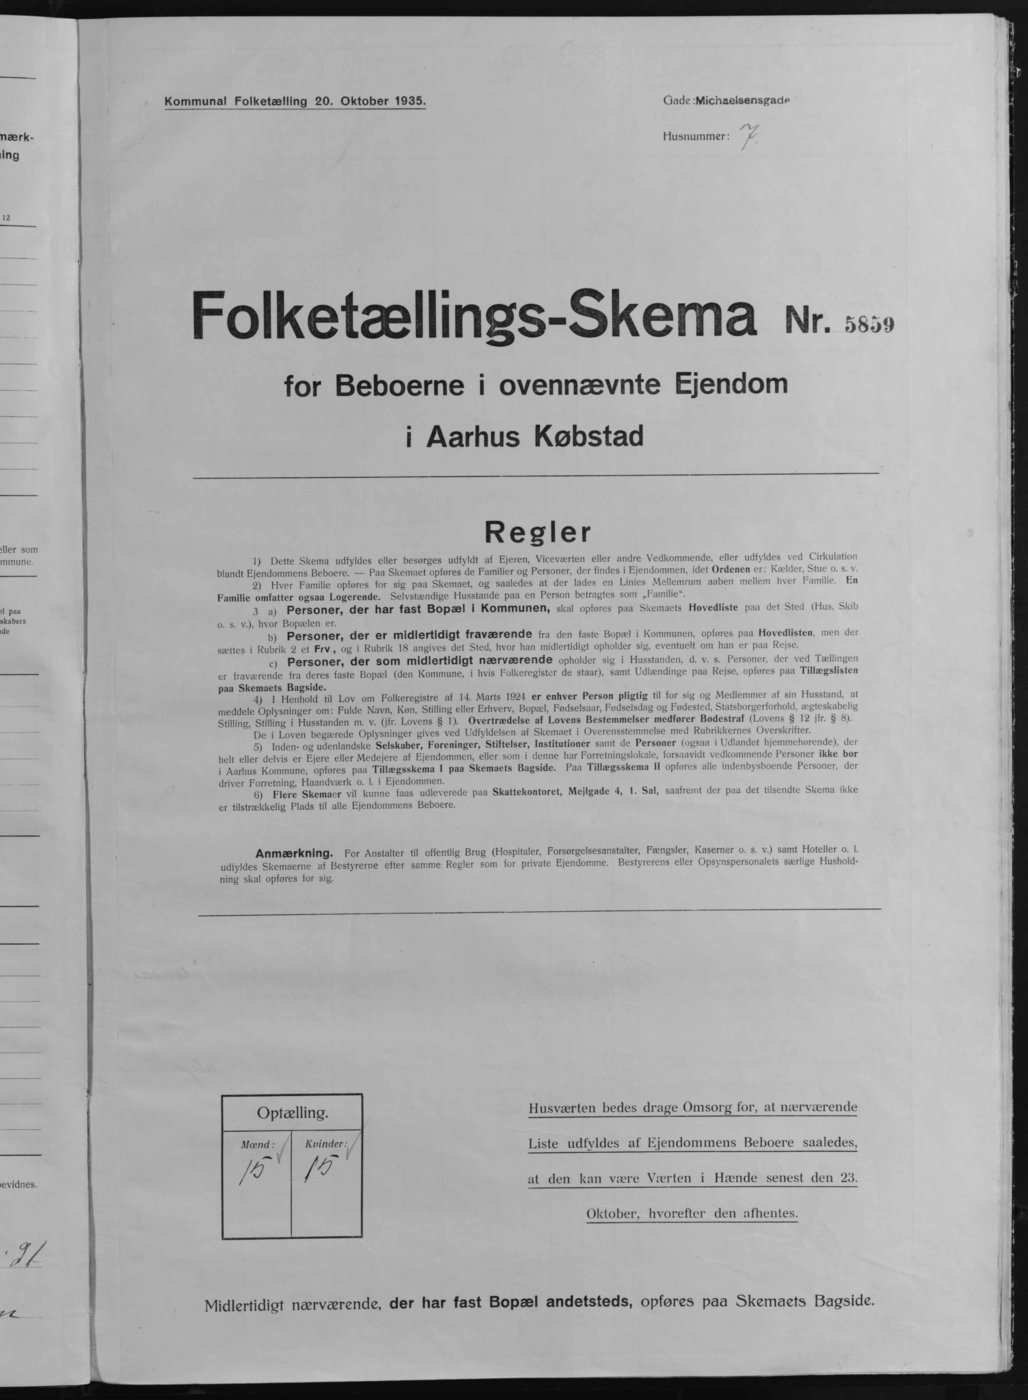 Kommunal Folketælling 20. Oktober 1935.
Gade: Michaelsensgade
Husnummer: 7.
Folketællings-Skema Nr. 5859
for Beboerne i ovennævnte Ejendom
i Aarhus Købstad
Regler
1) Dette Skema udfyldes eller besørges udfyldt af Ejeren, Viceværten eller andre Vedkommende, eller udfyldes ved Cirkulation
blandt Ejendommens Beboere. — Paa Skemaet opføres de Familier og Personer, der findes i Ejendommen, idet Ordenen er: Kælder, Stue o. s. v.
2) Hver Familie opføres for sig paa Skemaet, og saaledes at der lades en Linies Mellemrum aaben mellem hver Familie. En
Familie omfatter ogsaa Logerende. Selvstændige Husstande paa en Person betragtes som „Familie“.
3 a) Personer, der har fast Bopæl i Kommunen, skal opføres paa Skemaets Hovedliste paa det Sted (Hus, Skib
o. s. v.), hvor Bopælen er.
b) Personer, der er midlertidigt fraværende fra den faste Bopæl i Kommunen, opføres paa Hovedlisten, men der
sættes i Rubrik 2 et Frv., og i Rubrik 18 angives det Sted, hvor han midlertidigt opholder sig, eventuelt om han er paa Rejse.
c) Personer, der som midlertidigt nærværende opholder sig i Husstanden, d. v. s. Personer, der ved Tællingen
er fraværende fra deres faste Bopæl (den Kommune, i hvis Folkeregister de staar), samt Udlændinge paa Rejse, opføres paa Tillægslisten
paa Skemaets Bagside.
4) I Henhold til Lov om Folkeregistre af 14. Marts 1924 er enhver Person pligtig til for sig og Medlemmer af sin Husstand, at
meddele Oplysninger om: Fulde Navn, Køn, Stilling eller Erhverv, Bopæl, Fødselsaar, Fødselsdag og Fødested, Statsborgerforhold, ægteskabelig
Stilling, Stilling i Husstanden m. v. (jfr. Lovens § 1). Overtrædelse af Lovens Bestemmelser medfører Bødestraf (Lovens § 12 jfr. § 8).
De i Loven begærede Oplysninger gives ved Udfyldelsen af Skemaet i Overensstemmelse med Rubrikkernes Overskrifter.
5) Inden- og udenlandske Selskaber, Foreninger, Stiftelser, Institutioner samt de Personer (ogsaa i Udlandet hjemmehørende), der
helt eller delvis er Ejere eller Medejere af Ejendommen, eller som i denne har Forretningslokale, forsaavidt vedkommende Personer ikke bor
i Aarhus Kommune, opføres paa Tillægsskema I paa Skemaets Bagside. Paa Tillægsskema II opføres alle indenbysboende Personer, der
driver Forretning, Haandværk o. l. i Ejendommen.
6) Flere Skemaer vil kunne faas udleverede paa Skattekontoret, Mejlgade 4, 1. Sal, saafremt der paa det tilsendte Skema ikke
er tilstrækkelig Plads til alle Ejendommens Beboere.
Anmærkning. For Anstalter til offentlig Brug (Hospitaler, Forsørgelsesanstalter, Fængsler, Kaserner o. s. v.) samt Hoteller o. l.
udfyldes Skemaerne af Bestyrerne efter samme Regler som for private Ejendomme. Bestyrerens eller Opsynspersonalets særlige Hushold-
ning skal opføres for sig.
Optælling.
Mænd: Kvinder:
15 15
Husværten bedes drage Omsorg for, at nærværende
Liste udfyldes af Ejendommens Beboere saaledes,
at den kan være Værten i Hænde senest den 23.
Oktober, hvorefter den afhentes.
Midlertidigt nærværende, der har fast Bopæl andetsteds, opføres paa Skemaets Bagside.